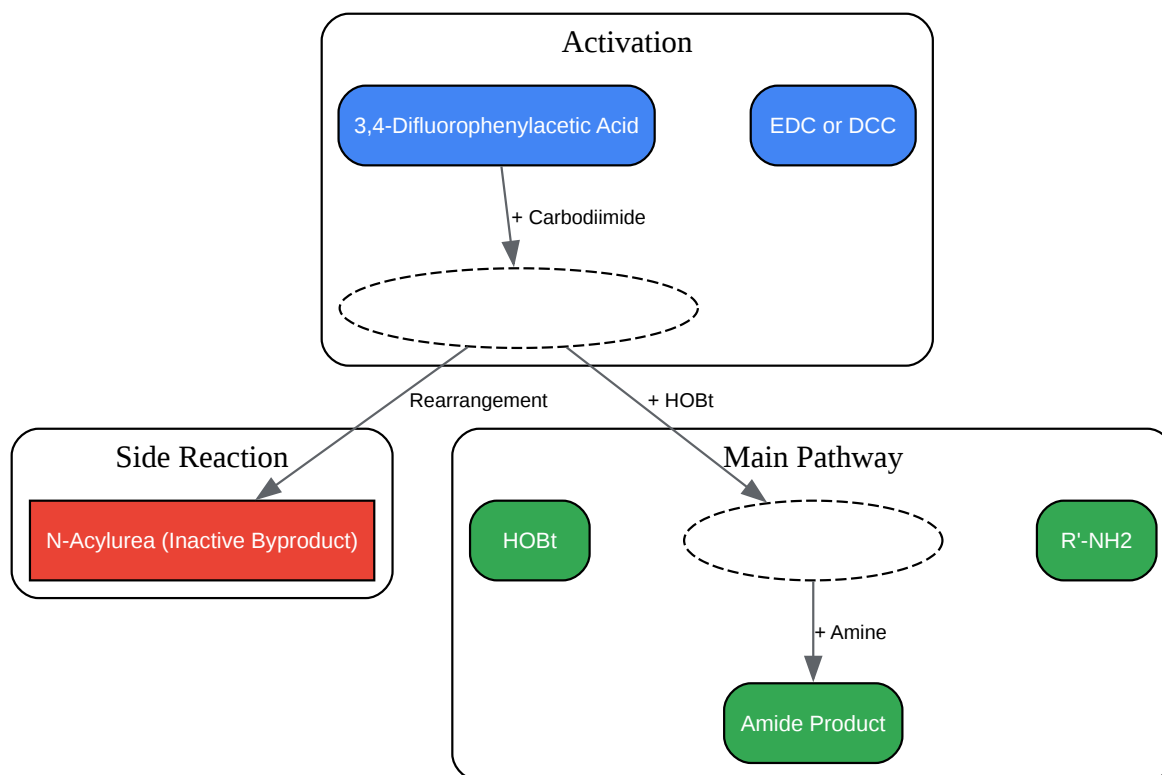 Activation
3,4-Difluorophenylacetic Acid
EDC or DCC
+ Carbodiimide
Rearrangement
+ HOBt
Side Reaction
Main Pathway
N-Acylurea (Inactive Byproduct)
HOBt
R'-NH2
+ Amine
Amide Product